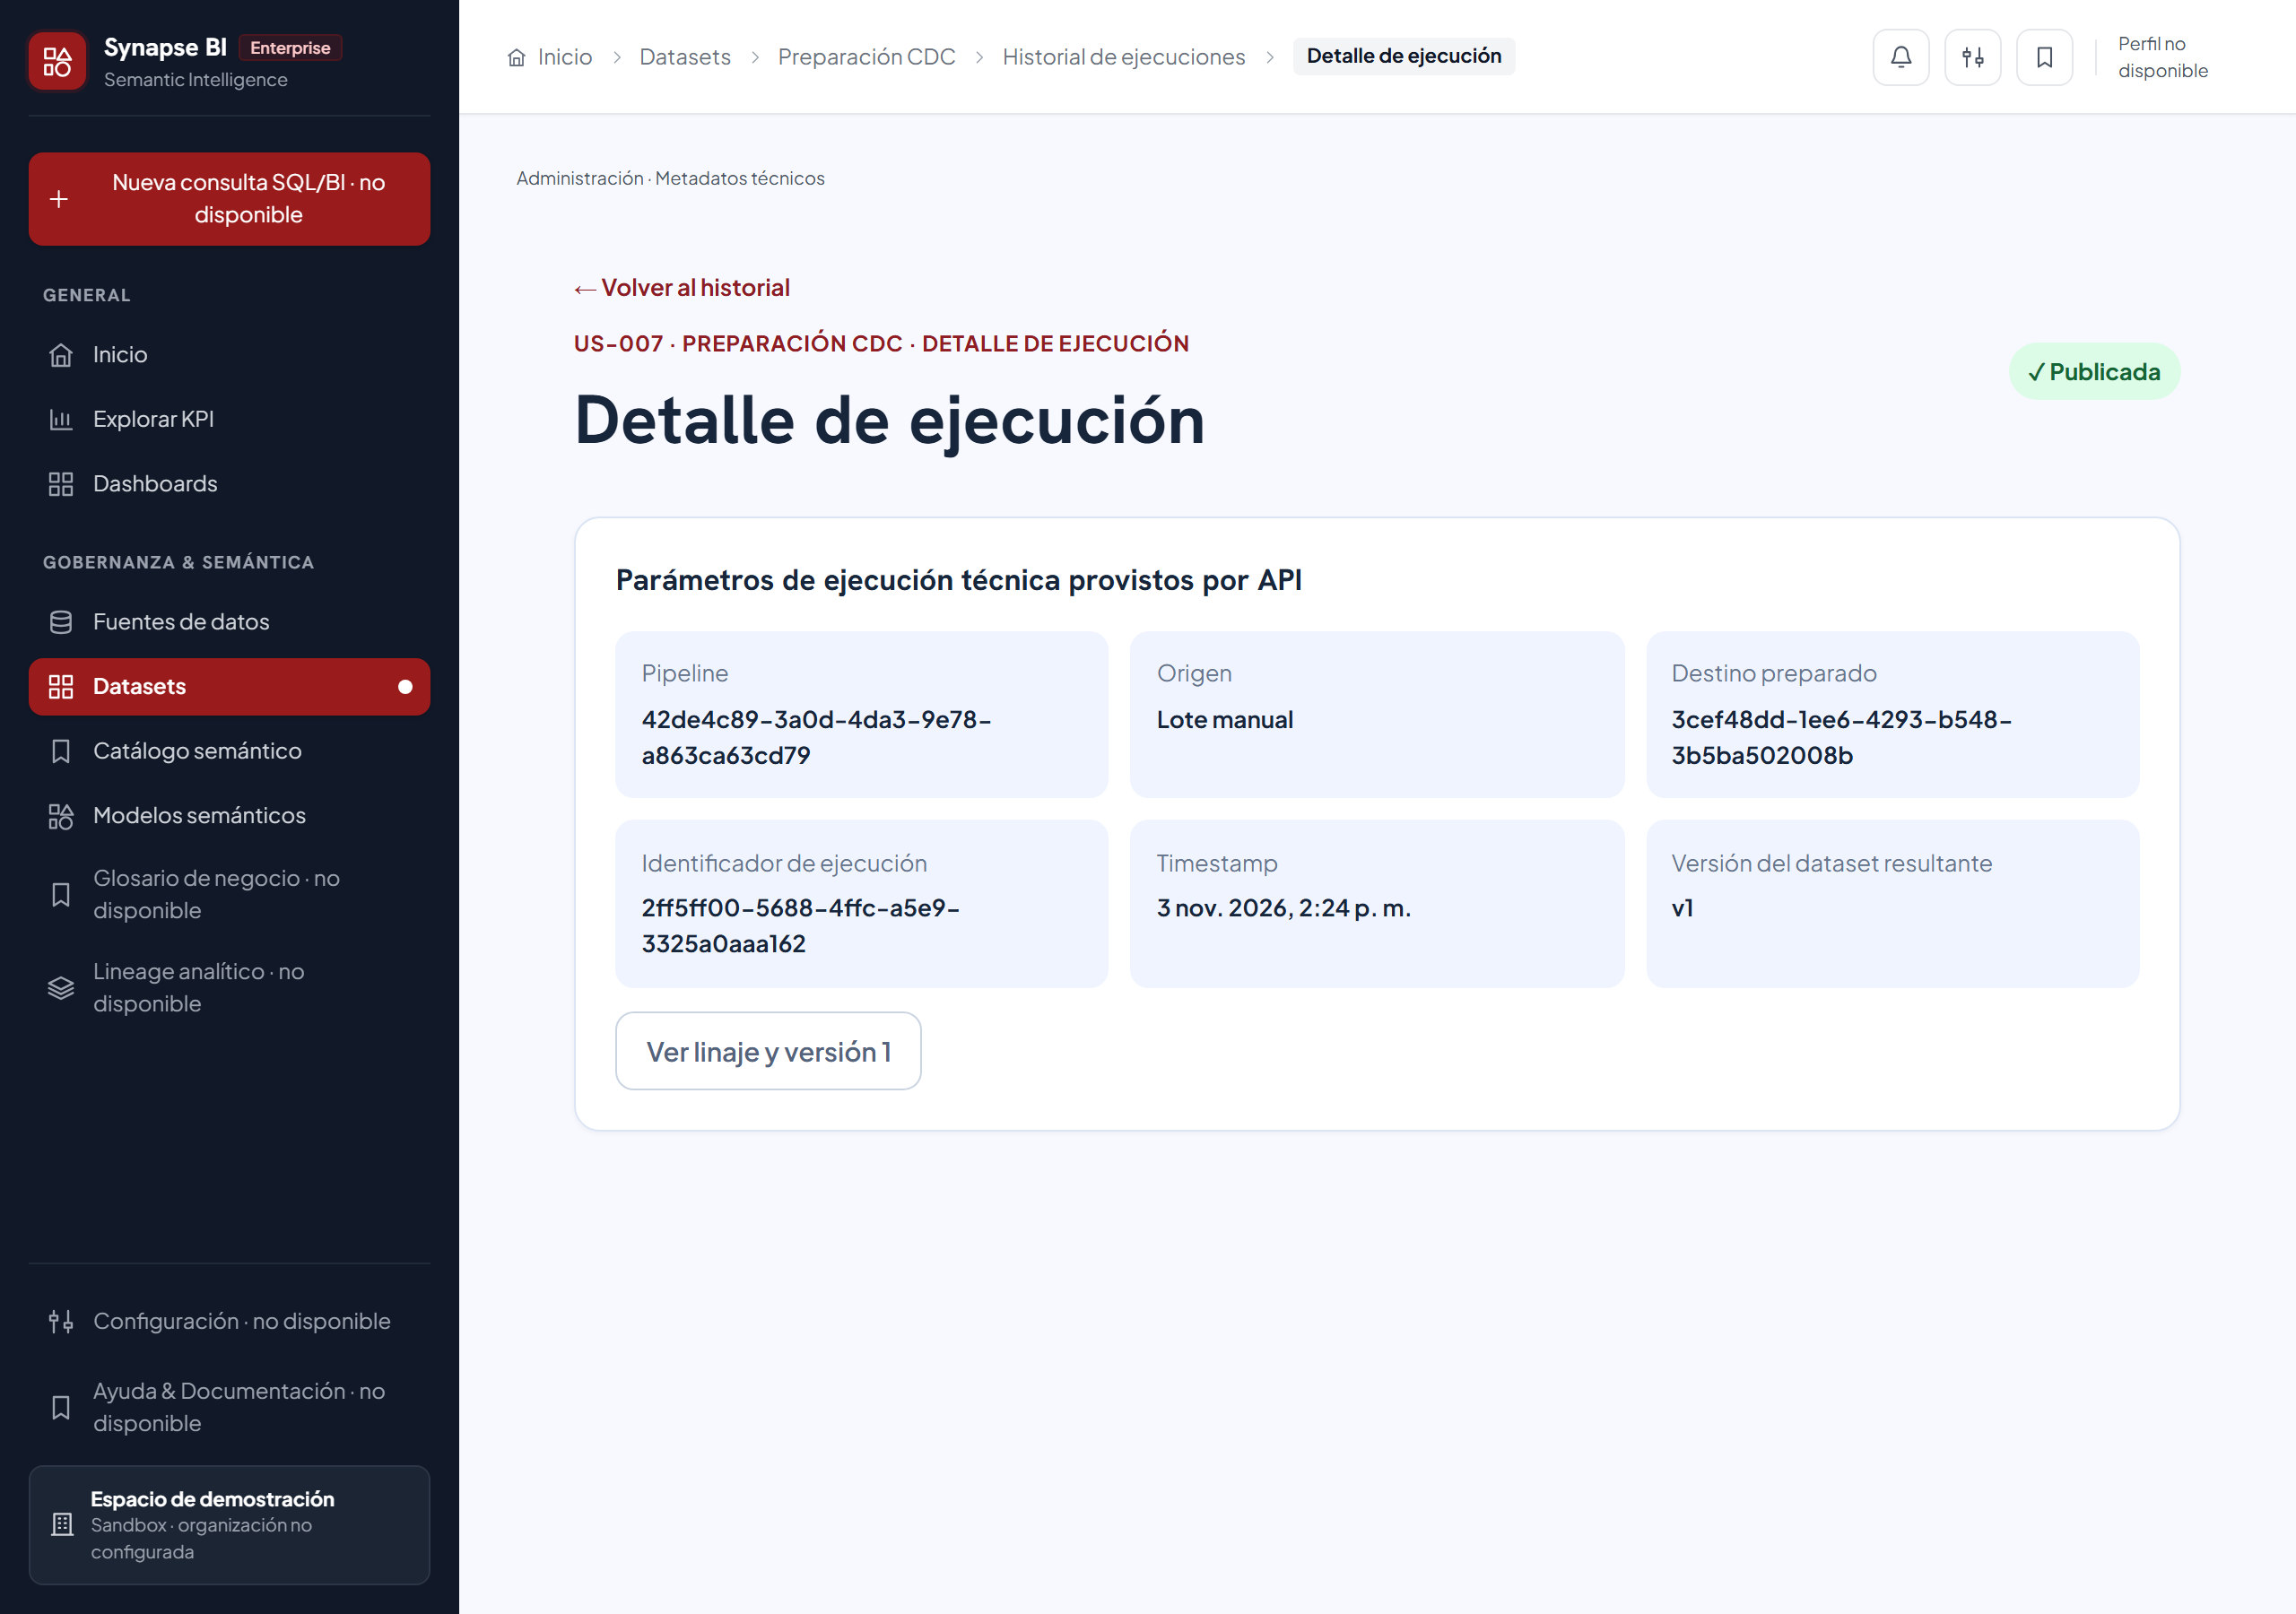 Synapse BI Enterprise
Semantic Intelligence
+ Nueva consulta SQL/BI · no
disponible
GENERAL
Inicio
Explorar KPI
Dashboards
GOBERNANZA & SEMÁNTICA
Fuentes de datos
Datasets
Catálogo semántico
Modelos semánticos
Glosario de negocio · no
disponible
Lineage analítico · no
disponible
Configuración · no disponible
Ayuda & Documentación · no
disponible
Espacio de demostración
Sandbox · organización no
configurada
Inicio > Datasets > Preparación CDC > Historial de ejecuciones > Detalle de ejecución
Perfil no
disponible
Administración · Metadatos técnicos
← Volver al historial
US-007 · PREPARACIÓN CDC · DETALLE DE EJECUCIÓN
Detalle de ejecución
✓ Publicada
Parámetros de ejecución técnica provistos por API
Pipeline
42de4c89-3a0d-4da3-9e78-
a863ca63cd79
Origen
Lote manual
Destino preparado
3cef48dd-1ee6-4293-b548-
3b5ba502008b
Identificador de ejecución
2ff5ff00-5688-4ffc-a5e9-
3325a0aaa162
Timestamp
3 nov. 2026, 2:24 p. m.
Versión del dataset resultante
v1
Ver linaje y versión 1